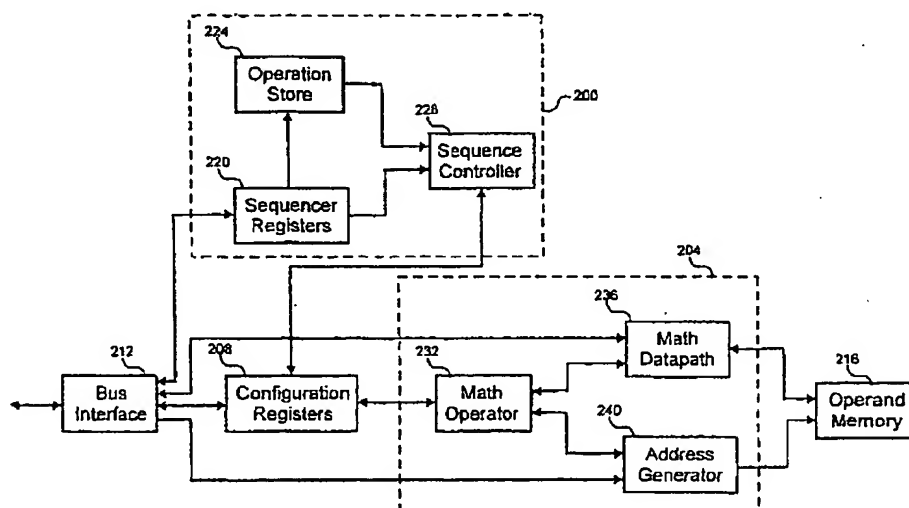 224
Operation
Store
200
228
Sequence
Controller
220
Sequencer
Registers
204
236
Math
Datapath
212
Bus
Interface
208
Configuration
Registers
232
Math
Operator
216
Operand
Memory
240
Address
Generator